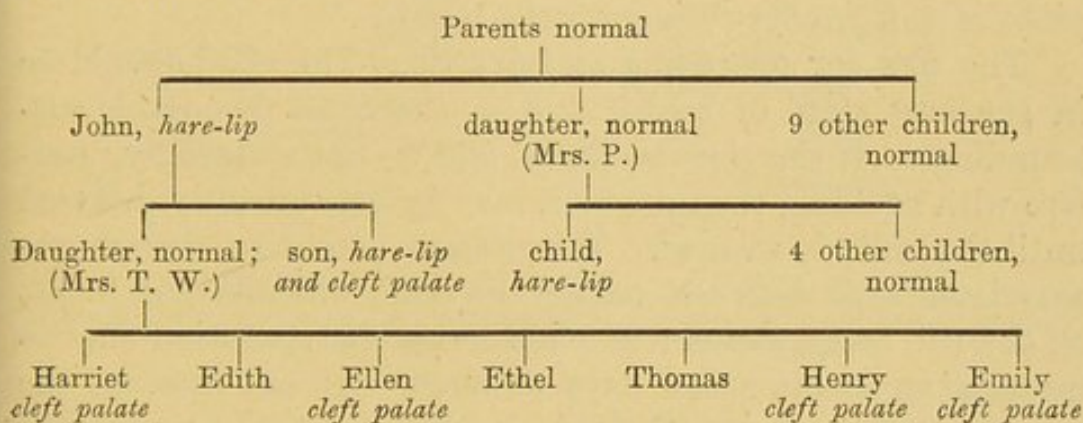 Parents normal
John, hare-lip daughter, normal 9 other children,
(Mrs. P.) normal
Daughter, normal; son, hare-lip child, 4 other children,
(Mrs. T. W.) and cleft palate hare-lip normal
Harriet Edith Ellen Ethel Thomas Henry Emily
cleft palate cleft palate cleft palate cleft palate